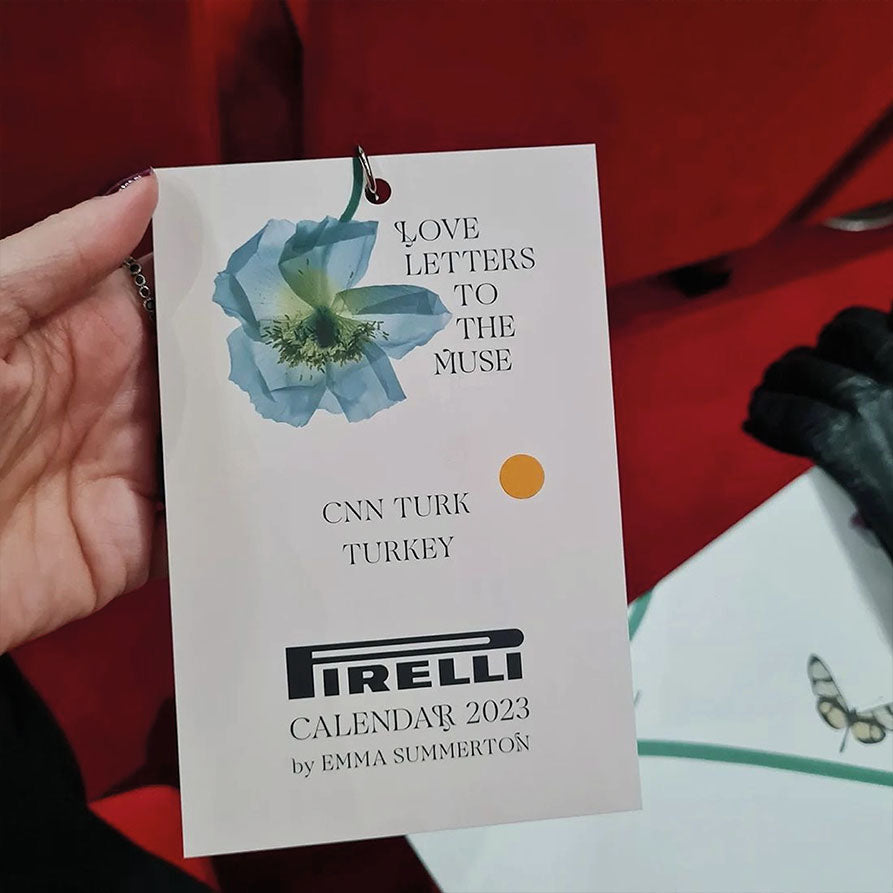 LOVE
LETTERS
TO
THE
MUSE
CNN TURK
TURKEY
PIRELLI
CALENDAR 2023
by EMMA SUMMERTON